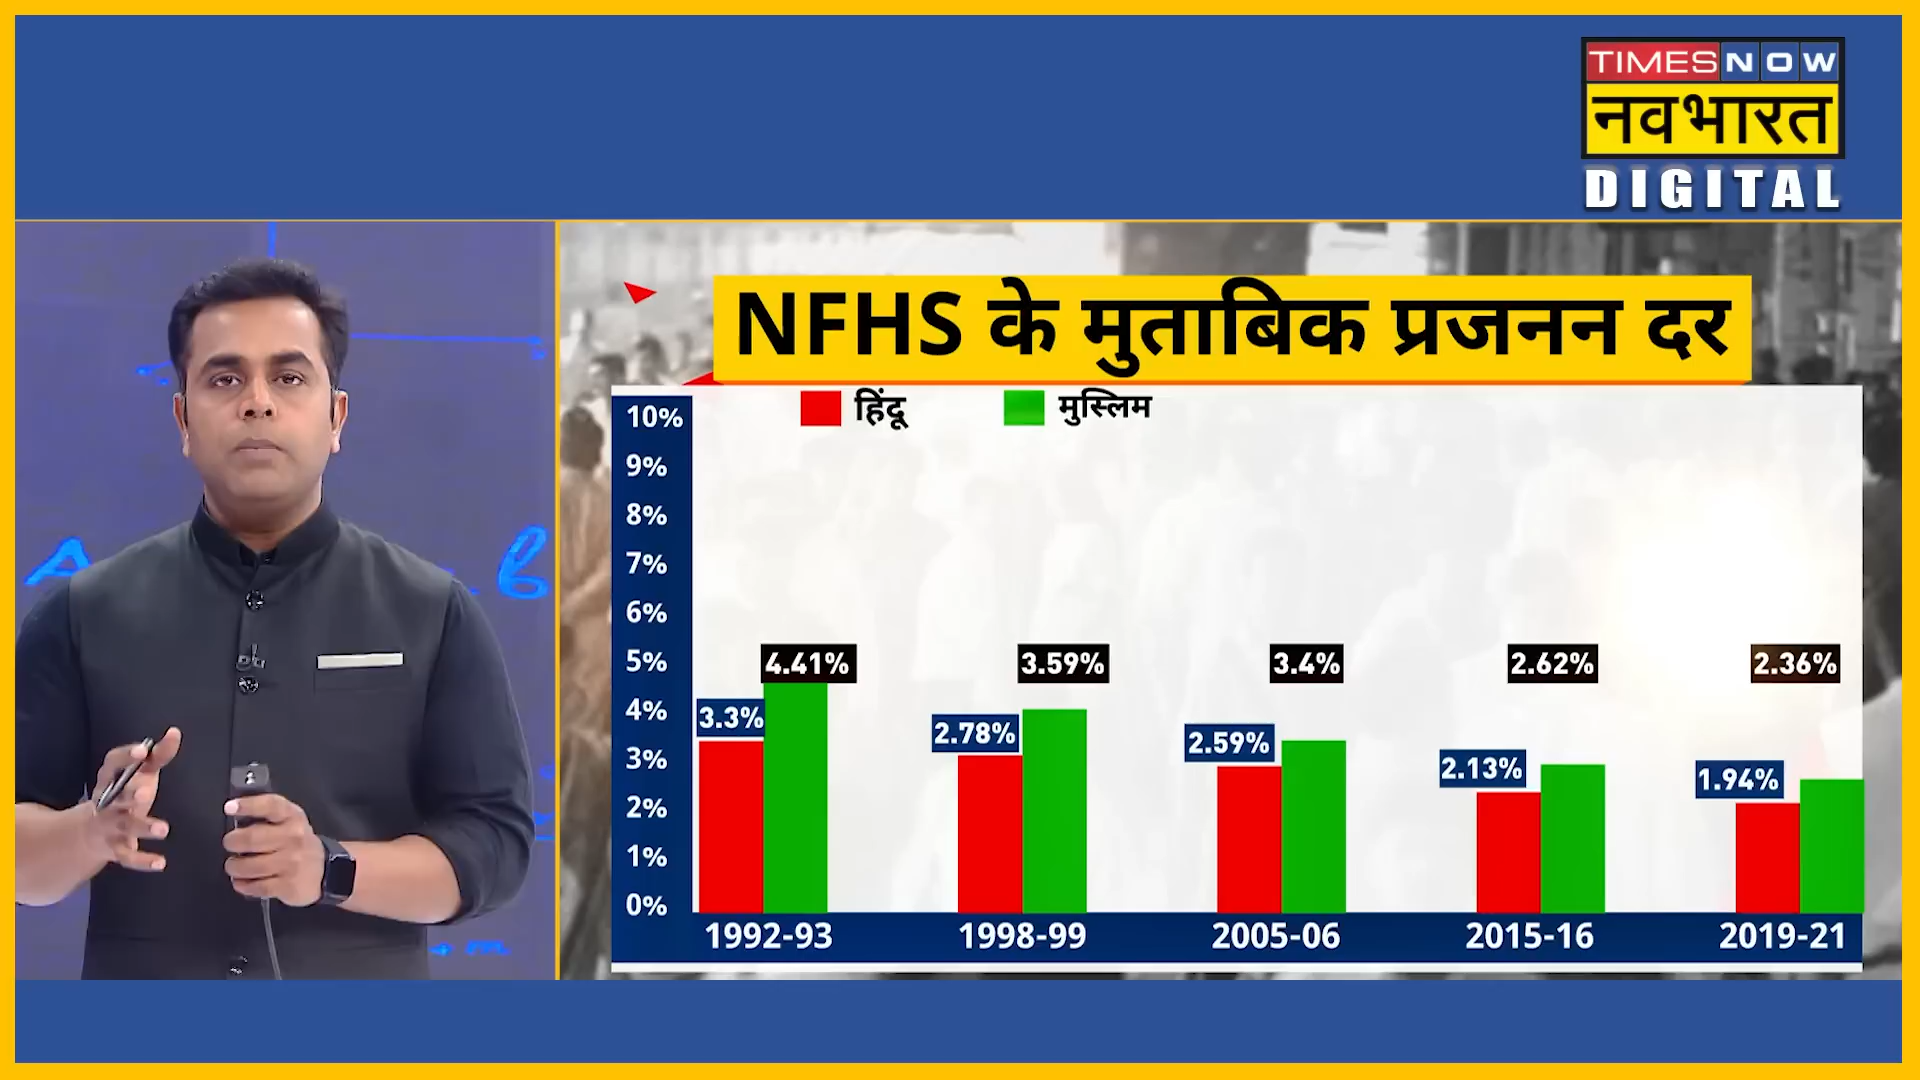 TIMES NOW
नवभारत
DIGITAL
NFHS के मुताबिक प्रजनन दर
हिंदू मुस्लिम
10%
9%
8%
7%
6%
5%
4%
3%
2%
1%
0%
3.3% 4.41%
2.78% 3.59%
2.59% 3.4%
2.13% 2.62%
1.94% 2.36%
1992-93 1998-99 2005-06 2015-16 2019-21
A